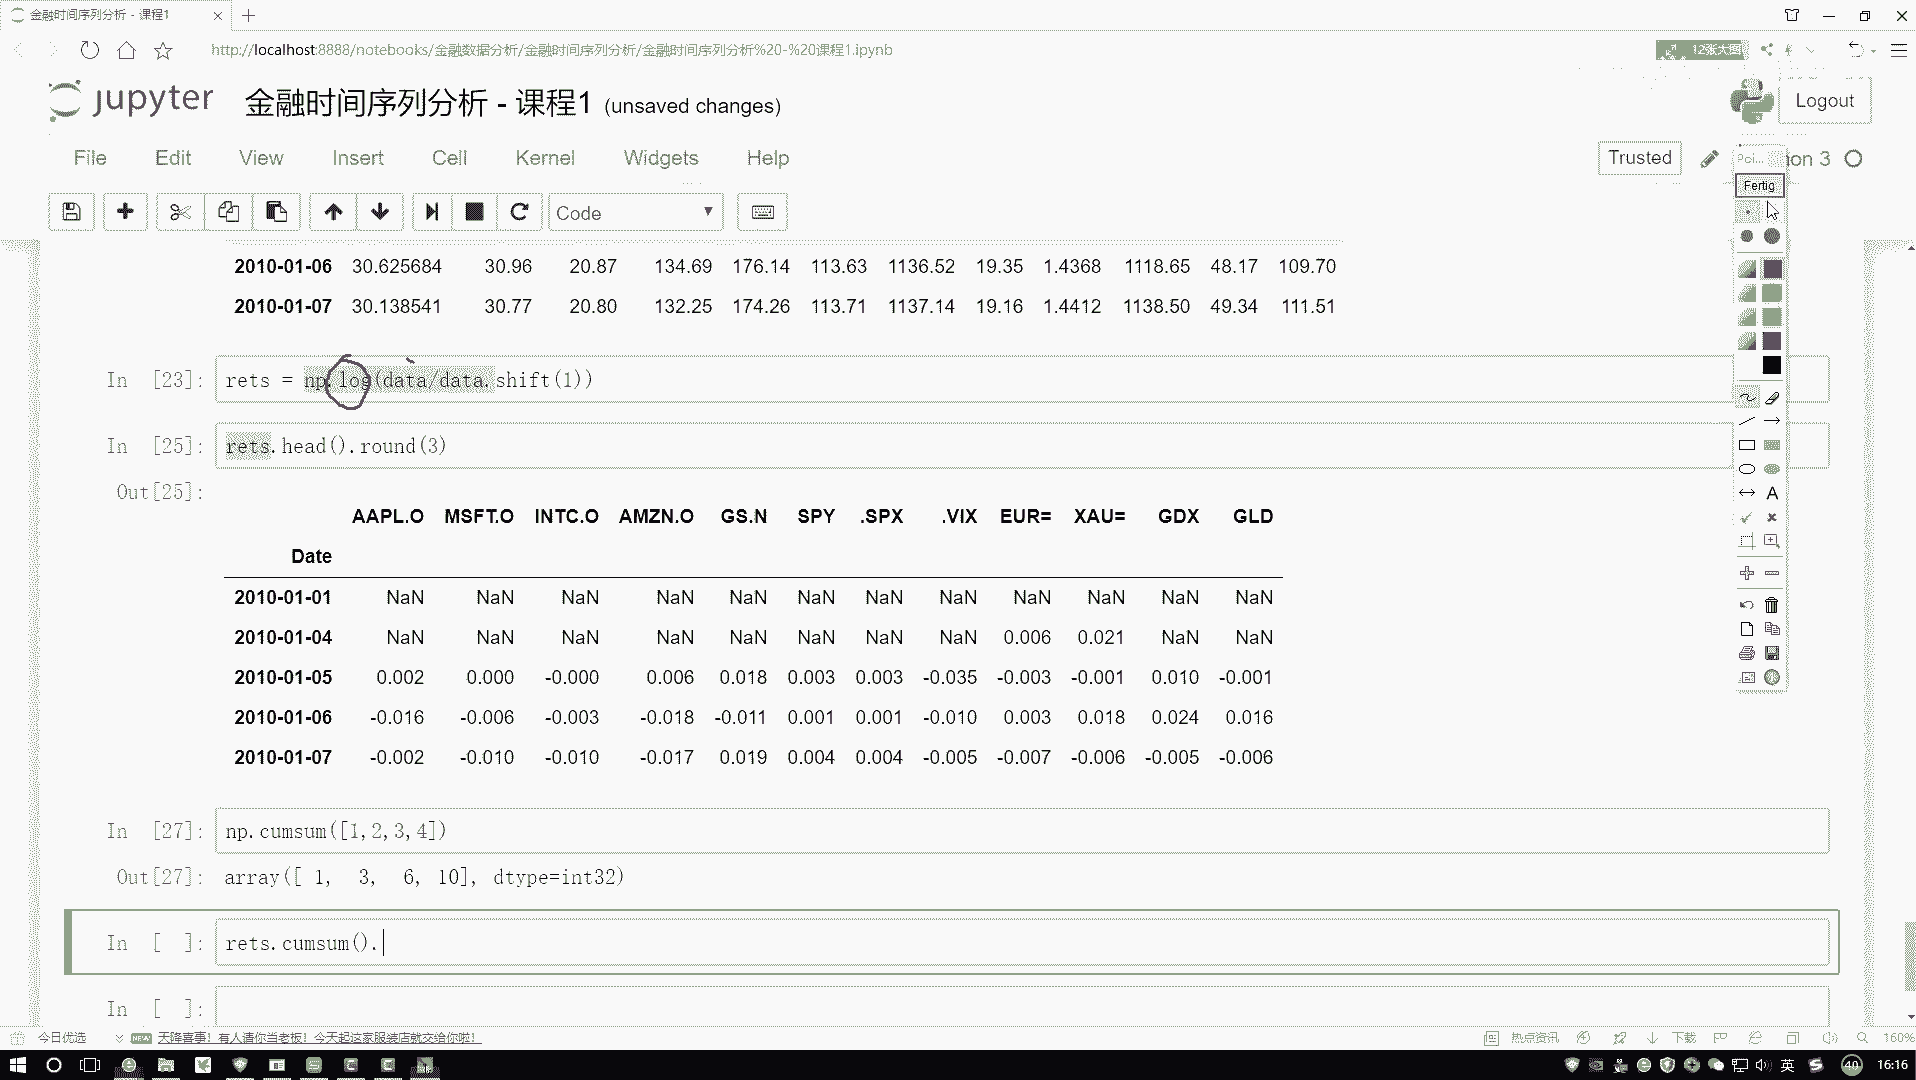 金融时间序列分析 - 课程1
http://localhost:8888/notebooks/金融数据分析/金融时间序列分析/金融时间序列分析%20-%20课程1.ipynb
12张大图
jupyter 金融时间序列分析 - 课程1 (unsaved changes)
Logout
File Edit View Insert Cell Kernel Widgets Help
Trusted
Poi... hon 3
Fertig
Code
2010-01-06 30.625684 30.96 20.87 134.69 176.14 113.63 1136.52 19.35 1.4368 1118.65 48.17 109.70
2010-01-07 30.138541 30.77 20.80 132.25 174.26 113.71 1137.14 19.16 1.4412 1138.50 49.34 111.51
In [23]: rets = np.log(data/data.shift(1))
In [25]: rets.head().round(3)
Out[25]:
AAPL.O MSFT.O INTC.O AMZN.O GS.N SPY .SPX .VIX EUR= XAU= GDX GLD
Date
2010-01-01 NaN NaN NaN NaN NaN NaN NaN NaN NaN NaN NaN NaN
2010-01-04 NaN NaN NaN NaN NaN NaN NaN NaN 0.006 0.021 NaN NaN
2010-01-05 0.002 0.000 -0.000 0.006 0.018 0.003 0.003 -0.035 -0.003 -0.001 0.010 -0.001
2010-01-06 -0.016 -0.006 -0.003 -0.018 -0.011 0.001 0.001 -0.010 0.003 0.018 0.024 0.016
2010-01-07 -0.002 -0.010 -0.010 -0.017 0.019 0.004 0.004 -0.005 -0.007 -0.006 -0.005 -0.006
In [27]: np.cumsum([1,2,3,4])
Out[27]: array([ 1, 3, 6, 10], dtype=int32)
In [ ]: rets.cumsum().
In [ ]:
今日优选 NEW 天降喜事！有人请你当老板！今天起这家服装店就交给你啦！ 热点资讯 下载 160%
英 40 16:16